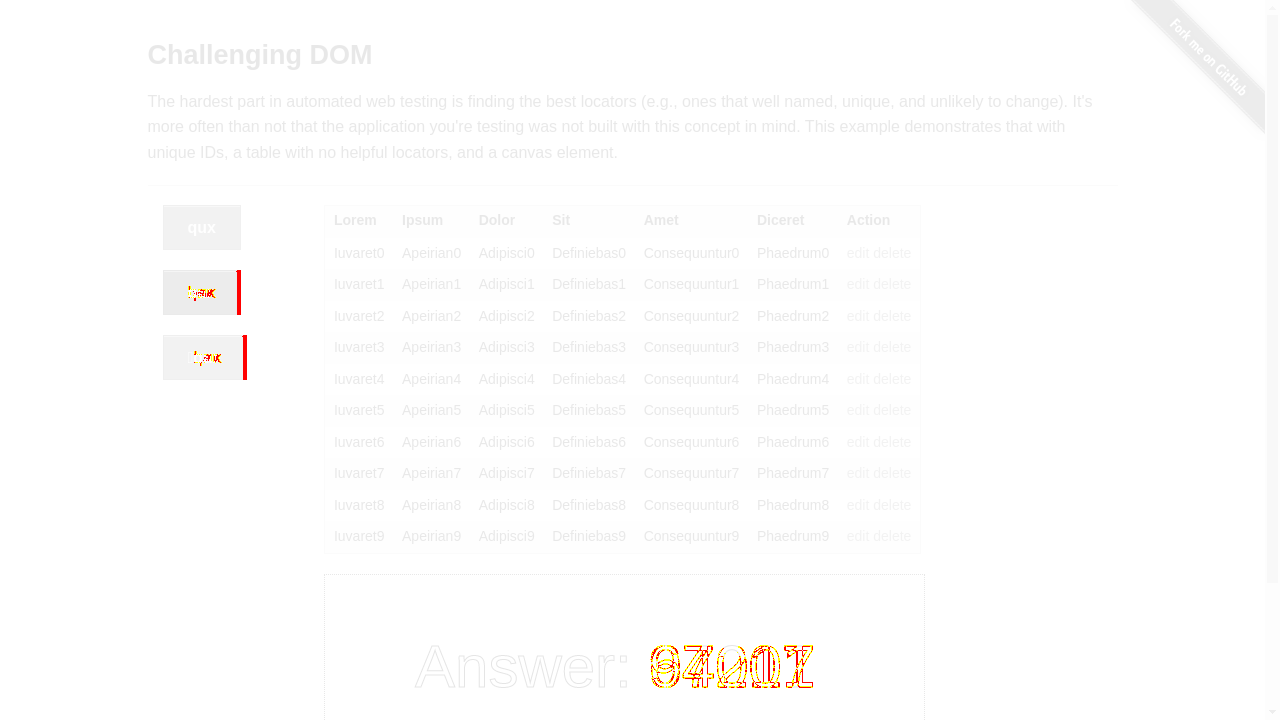 Fork me on GitHub
Challenging DOM
The hardest part in automated web testing is finding the best locators (e.g., ones that well named, unique, and unlikely to change). It's
more often than not that the application you're testing was not built with this concept in mind. This example demonstrates that with
unique IDs, a table with no helpful locators, and a canvas element.
qux
Lorem Ipsum Dolor Sit Amet Diceret Action
Iuvaret0 Apeirian0 Adipisci0 Definiebas0 Consequuntur0 Phaedrum0 edit delete
Iuvaret1 Apeirian1 Adipisci1 Definiebas1 Consequuntur1 Phaedrum1 edit delete
Iuvaret2 Apeirian2 Adipisci2 Definiebas2 Consequuntur2 Phaedrum2 edit delete
Iuvaret3 Apeirian3 Adipisci3 Definiebas3 Consequuntur3 Phaedrum3 edit delete
Iuvaret4 Apeirian4 Adipisci4 Definiebas4 Consequuntur4 Phaedrum4 edit delete
Iuvaret5 Apeirian5 Adipisci5 Definiebas5 Consequuntur5 Phaedrum5 edit delete
Iuvaret6 Apeirian6 Adipisci6 Definiebas6 Consequuntur6 Phaedrum6 edit delete
Iuvaret7 Apeirian7 Adipisci7 Definiebas7 Consequuntur7 Phaedrum7 edit delete
Iuvaret8 Apeirian8 Adipisci8 Definiebas8 Consequuntur8 Phaedrum8 edit delete
Iuvaret9 Apeirian9 Adipisci9 Definiebas9 Consequuntur9 Phaedrum9 edit delete
Answer: